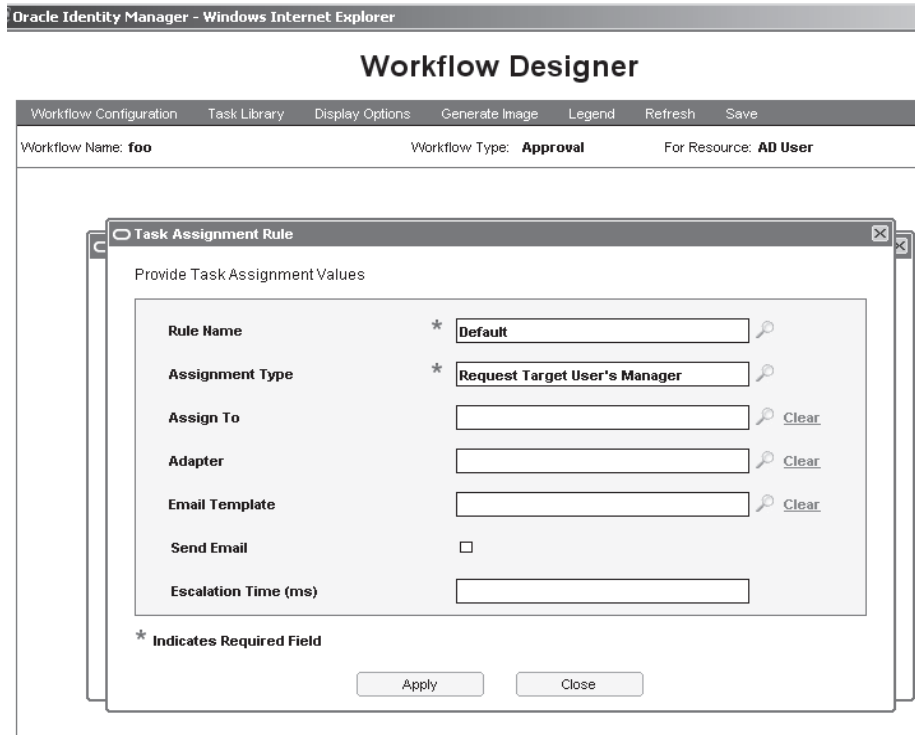 Oracle Identity Manager - Windows Internet Explorer
Workflow Designer
Workflow Configuration Task Library Display Options Generate Image Legend Refresh Save
Workflow Name: foo Workflow Type: Approval For Resource: AD User
Task Assignment Rule
Provide Task Assignment Values
Rule Name * Default
Assignment Type * Request Target User's Manager
Assign To Clear
Adapter Clear
Email Template Clear
Send Email
Escalation Time (ms)
* Indicates Required Field
Apply Close